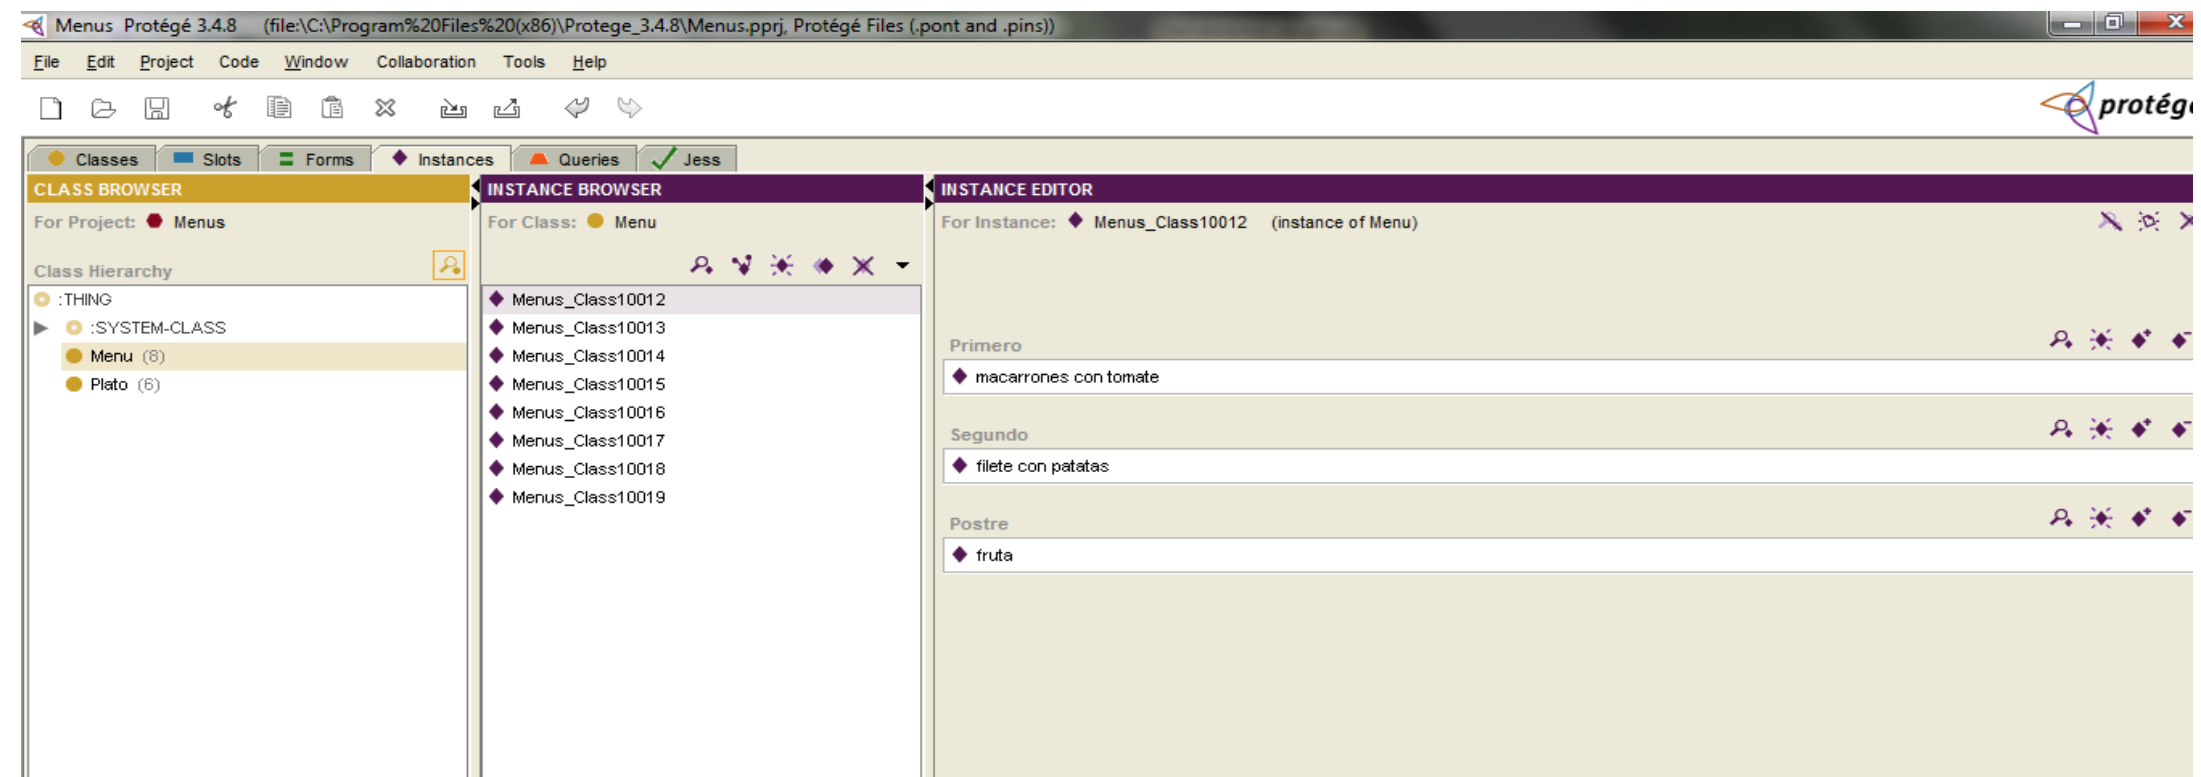 Menus Protégé 3.4.8 (file:\C:\Program%20Files%20(x86)\Protege_3.4.8\Menus.pprj, Protégé Files (.pont and .pins))
File Edit Project Code Window Collaboration Tools Help
protégé
Classes Slots Forms Instances Queries Jess
CLASS BROWSER
For Project: Menus
Class Hierarchy
:THING
:SYSTEM-CLASS
Menu (8)
Plato (6)
INSTANCE BROWSER
For Class: Menu
Menus_Class10012
Menus_Class10013
Menus_Class10014
Menus_Class10015
Menus_Class10016
Menus_Class10017
Menus_Class10018
Menus_Class10019
INSTANCE EDITOR
For Instance: Menus_Class10012 (instance of Menu)
Primero
macarrones con tomate
Segundo
filete con patatas
Postre
fruta